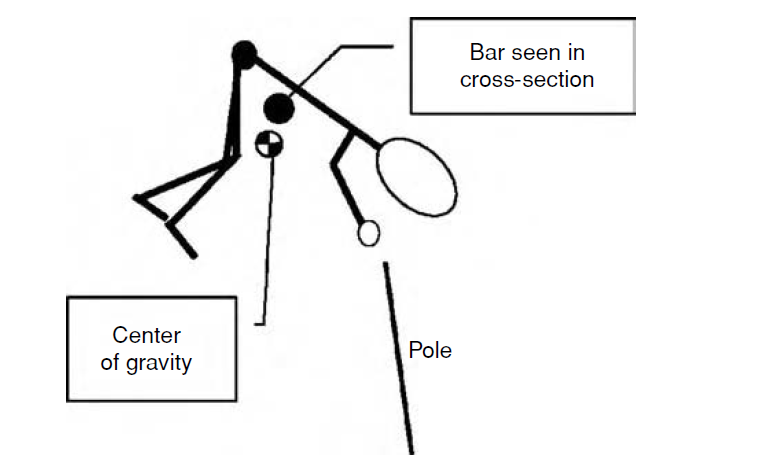 Bar seen in
cross-section
Center
of gravity
Pole